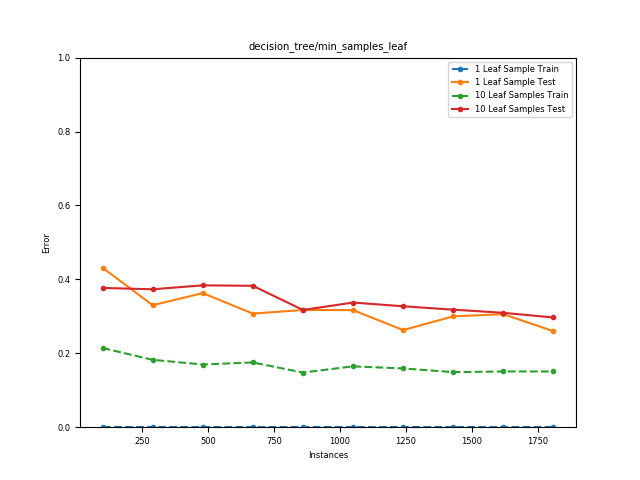 decision_tree/min_samples_leaf
1 Leaf Sample Train
1 Leaf Sample Test
10 Leaf Samples Train
10 Leaf Samples Test
Error
1.0
0.8
0.6
0.4
0.2
0.0
250 500 750 1000 1250 1500 1750
Instances